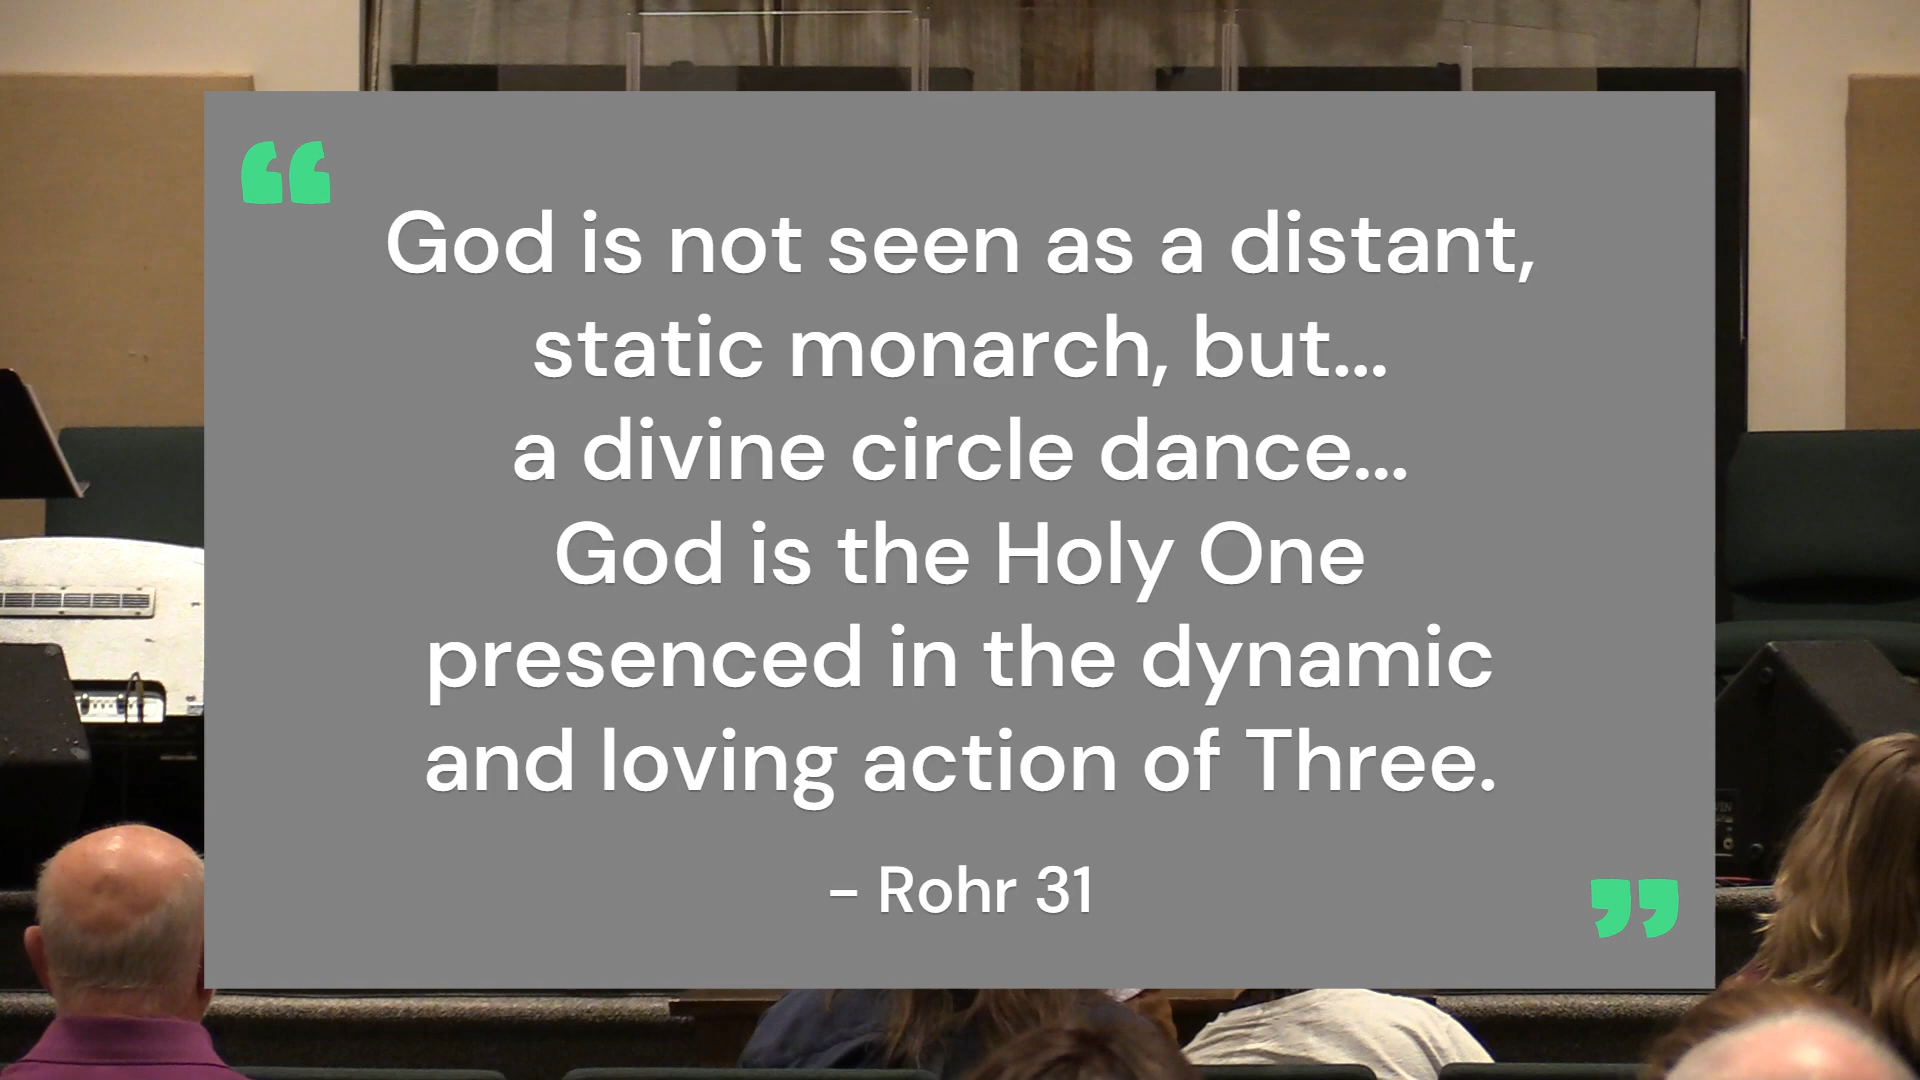 “
God is not seen as a distant,
static monarch, but...
a divine circle dance...
God is the Holy One
presenced in the dynamic
and loving action of Three.
– Rohr 31
”